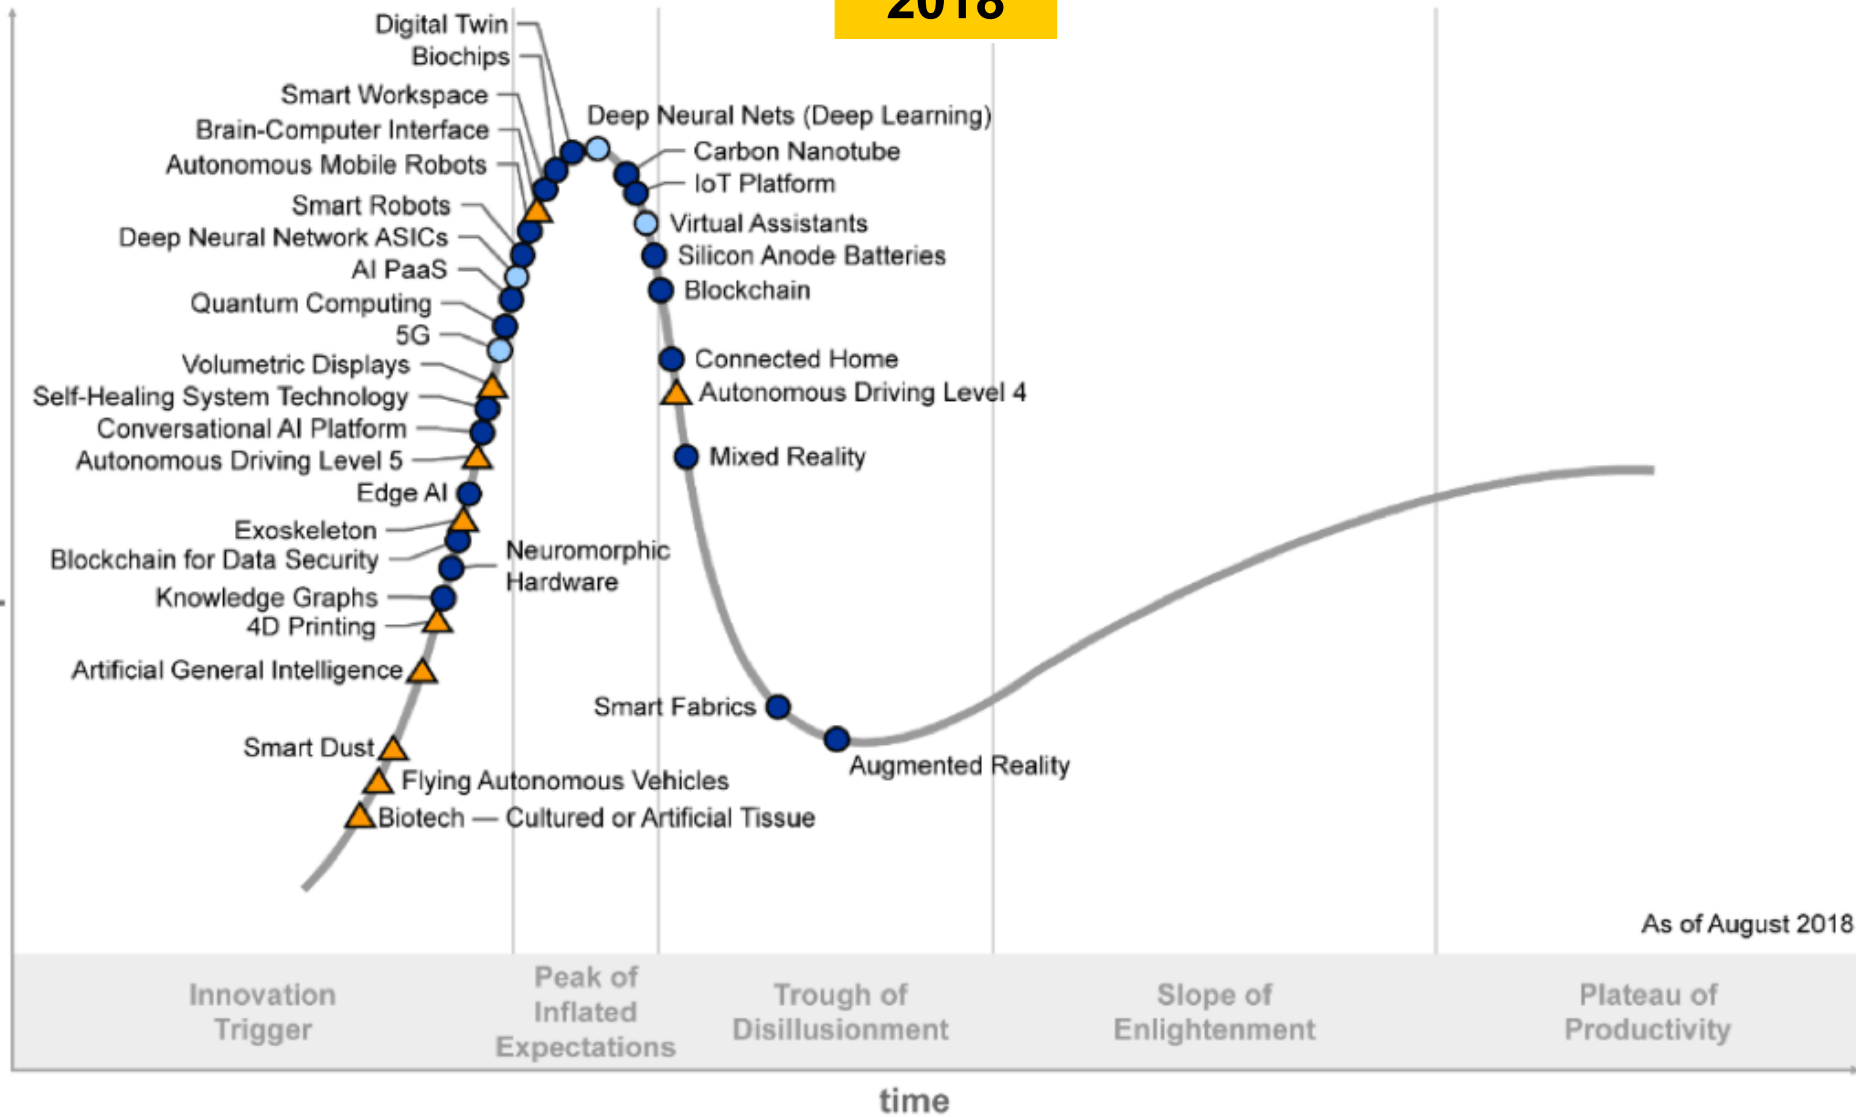 2018
Digital Twin
Biochips
Smart Workspace
Brain-Computer Interface
Autonomous Mobile Robots
Smart Robots
Deep Neural Network ASICs
AI PaaS
Quantum Computing
5G
Volumetric Displays
Self-Healing System Technology
Conversational AI Platform
Autonomous Driving Level 5
Edge AI
Exoskeleton
Blockchain for Data Security
Neuromorphic
Hardware
Knowledge Graphs
4D Printing
Artificial General Intelligence
Smart Dust
Flying Autonomous Vehicles
Biotech — Cultured or Artificial Tissue
Deep Neural Nets (Deep Learning)
Carbon Nanotube
IoT Platform
Virtual Assistants
Silicon Anode Batteries
Blockchain
Connected Home
Autonomous Driving Level 4
Mixed Reality
Smart Fabrics
Augmented Reality
As of August 2018
Innovation
Trigger
Peak of
Inflated
Expectations
Trough of
Disillusionment
Slope of
Enlightenment
Plateau of
Productivity
time